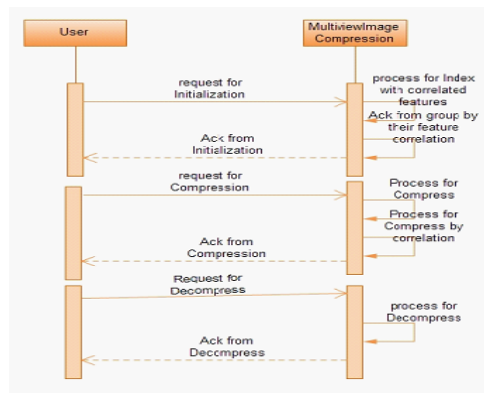 User
MultiviewImage
Compression
request for
Initialization
process for Index
with correlated
features
Ack from group by
their feature
correlation
Ack from
Initialization
request for
Compression
Process for
Compress
Process for
Compress by
correlation
Ack from
Compression
Request for
Decompress
process for
Decompress
Ack from
Decompress